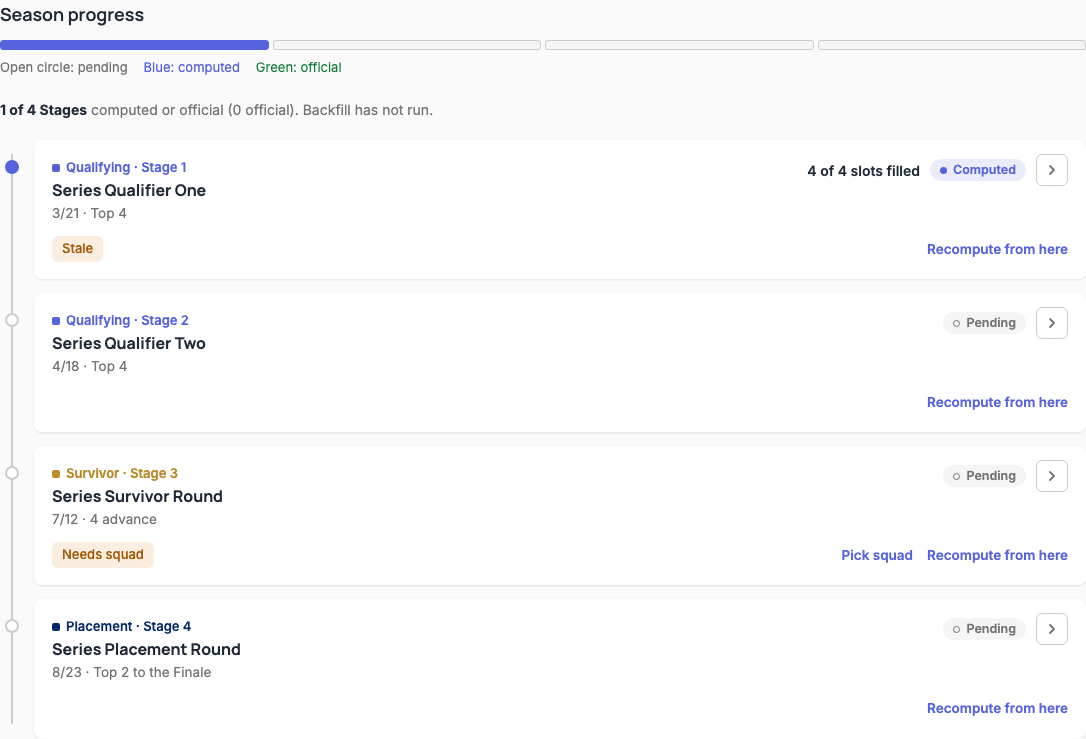 Season progress
Open circle: pending Blue: computed Green: official
1 of 4 Stages computed or official (0 official). Backfill has not run.
Qualifying · Stage 1
4 of 4 slots filled Computed
Series Qualifier One
3/21 · Top 4
Stale
Recompute from here
Qualifying · Stage 2
Pending
Series Qualifier Two
4/18 · Top 4
Recompute from here
Survivor · Stage 3
Pending
Series Survivor Round
7/12 · 4 advance
Needs squad
Pick squad Recompute from here
Placement · Stage 4
Pending
Series Placement Round
8/23 · Top 2 to the Finale
Recompute from here